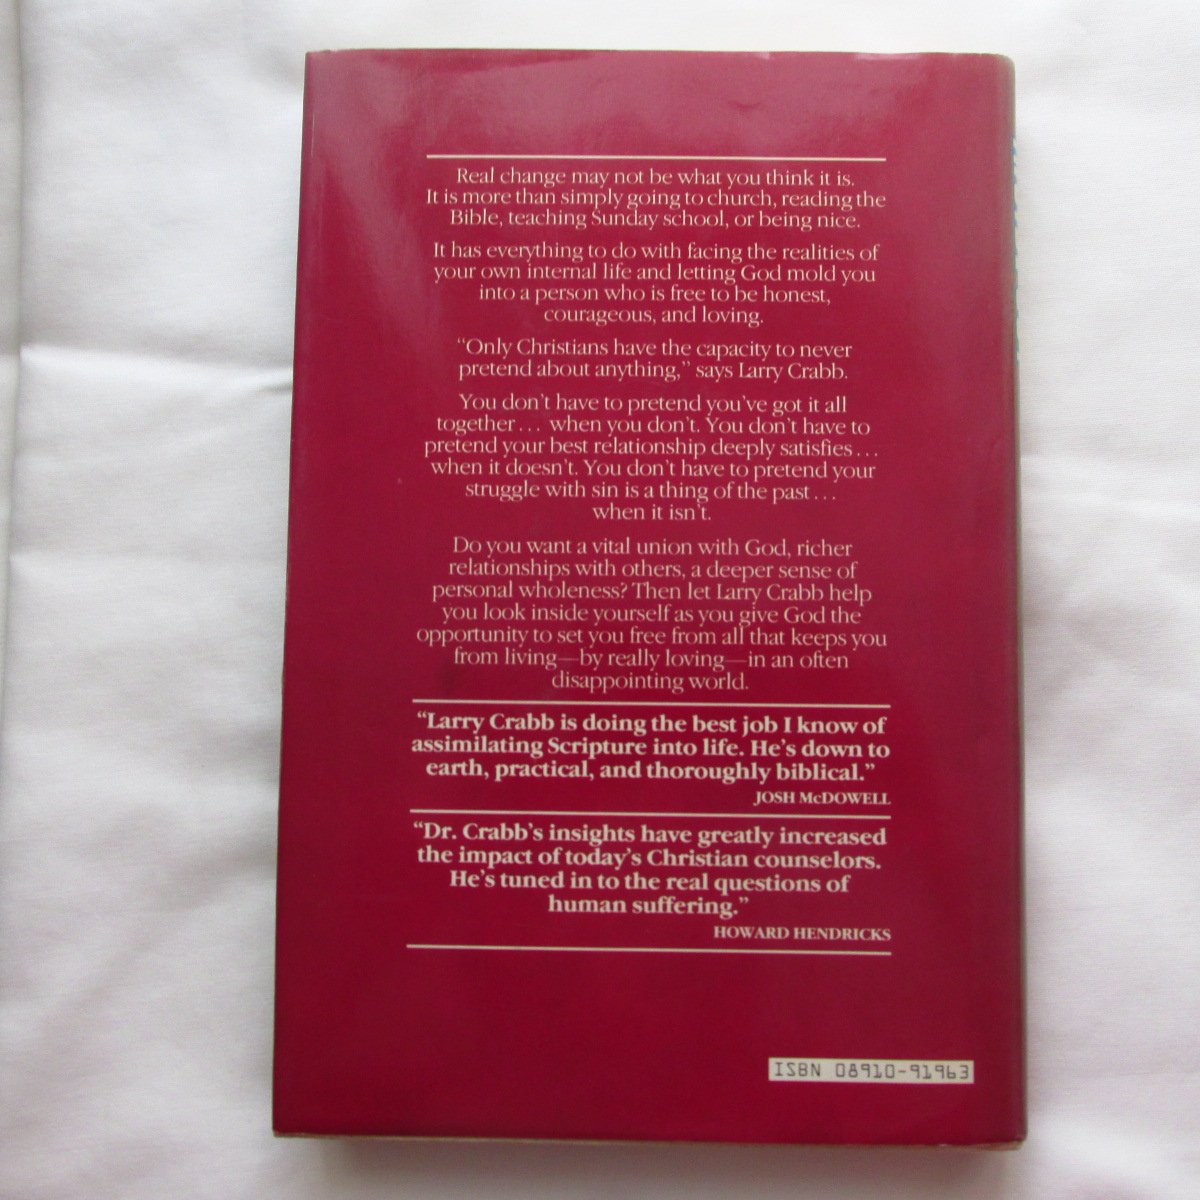 Real change may not be what you think it is.
It is more than simply going to church, reading the
Bible, teaching Sunday school, or being nice.
It has everything to do with facing the realities of
your own internal life and letting God mold you
into a person who is free to be honest,
courageous, and loving.
“Only Christians have the capacity to never
pretend about anything,” says Larry Crabb.
You don't have to pretend you've got it all
together... when you don't. You don't have to
pretend your best relationship deeply satisfies...
when it doesn't. You don't have to pretend your
struggle with sin is a thing of the past...
when it isn't.
Do you want a vital union with God, richer
relationships with others, a deeper sense of
personal wholeness? Then let Larry Crabb help
you look inside yourself as you give God the
opportunity to set you free from all that keeps you
from living—by really loving—in an often
disappointing world.
“Larry Crabb is doing the best job I know of
assimilating Scripture into life. He's down to
earth, practical, and thoroughly biblical.”
JOSH McDOWELL
“Dr. Crabb's insights have greatly increased
the impact of today's Christian counselors.
He's tuned in to the real questions of
human suffering.”
HOWARD HENDRICKS
ISBN 08910-91963